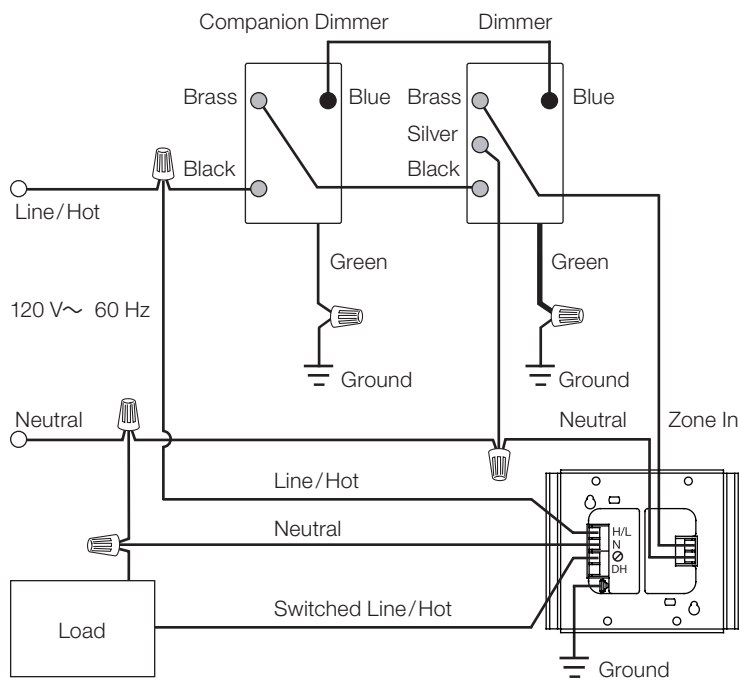 Companion Dimmer
Dimmer
Brass
Blue
Brass
Blue
Silver
Black
Black
Line/Hot
Green
Green
120 V～ 60 Hz
Ground
Ground
Neutral
Neutral
Zone In
Line/Hot
H/L
Neutral
N
DH
Switched Line/Hot
Load
Ground